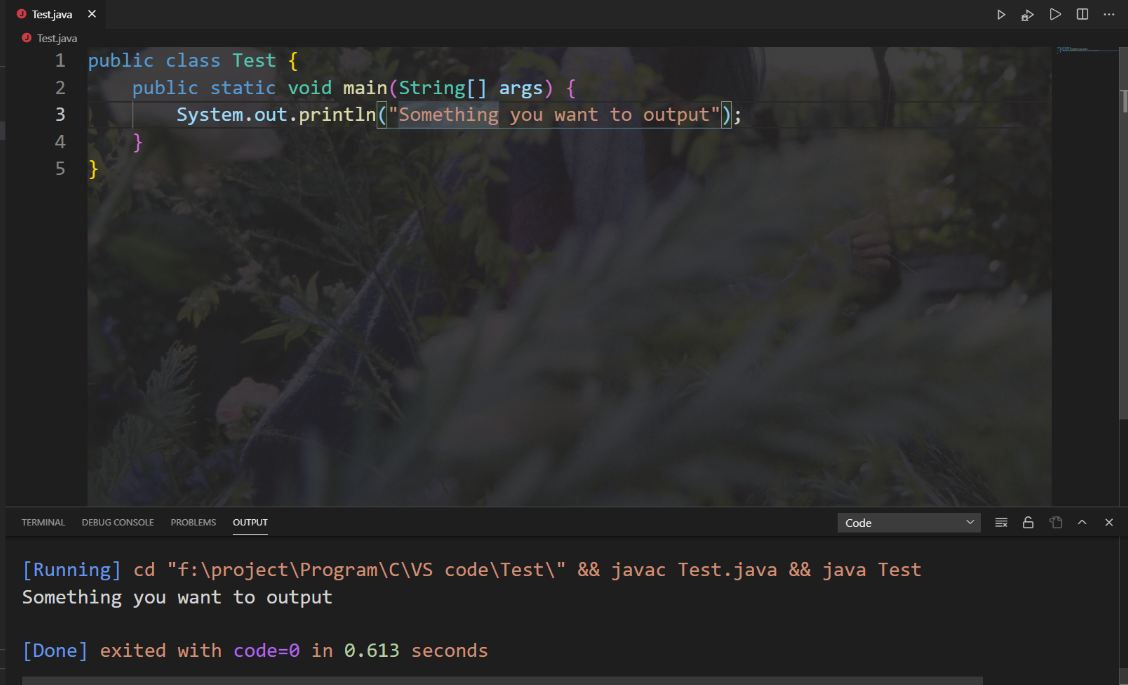 Test.java
Test.java
1 public class Test {
2 public static void main(String[] args) {
3 System.out.println("Something you want to output");
4 }
5 }
TERMINAL DEBUG CONSOLE PROBLEMS OUTPUT Code
[Running] cd "f:\project\Program\C\VS code\Test\" && javac Test.java && java Test
Something you want to output
[Done] exited with code=0 in 0.613 seconds